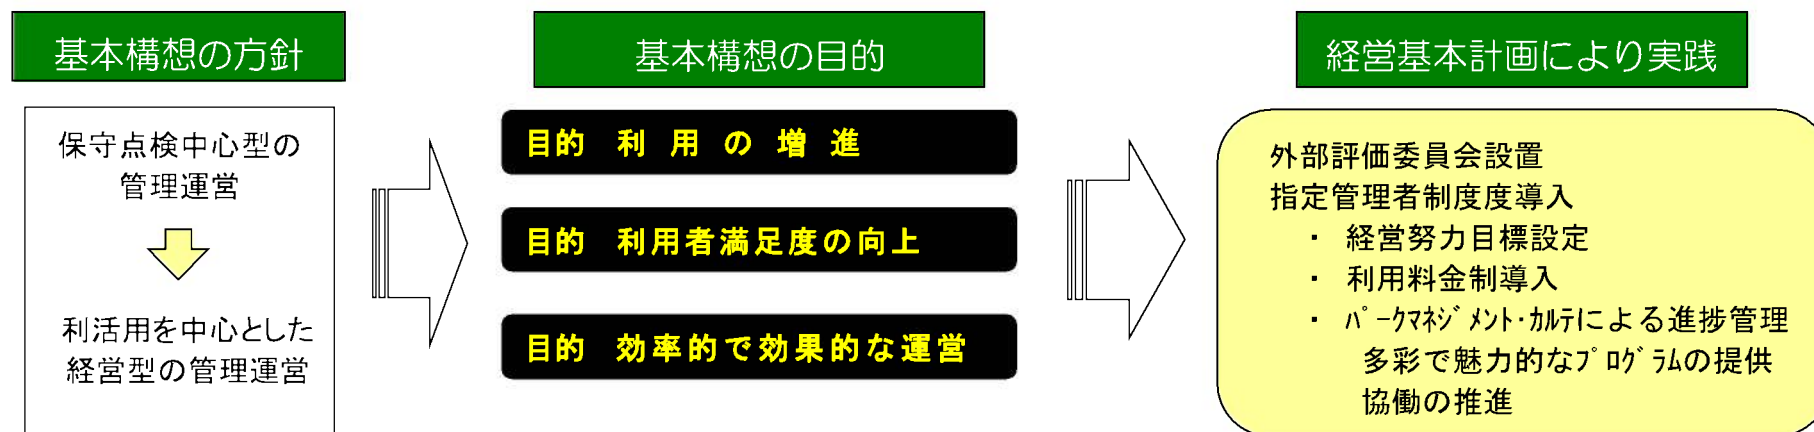 基本構想の方針
保守点検中心型の
管理運営
利活用を中心とした
経営型の管理運営
基本構想の目的
目的 利用の増進
目的 利用者満足度の向上
目的 効率的で効果的な運営
経営基本計画により実践
外部評価委員会設置
指定管理者制度度導入
・ 経営努力目標設定
・ 利用料金制導入
・ ﾊﾟｰｸﾏﾈｼﾞﾒﾝﾄ･ｶﾙﾃによる進捗管理
多彩で魅力的なﾌﾟﾛｸﾞﾗﾑの提供
協働の推進